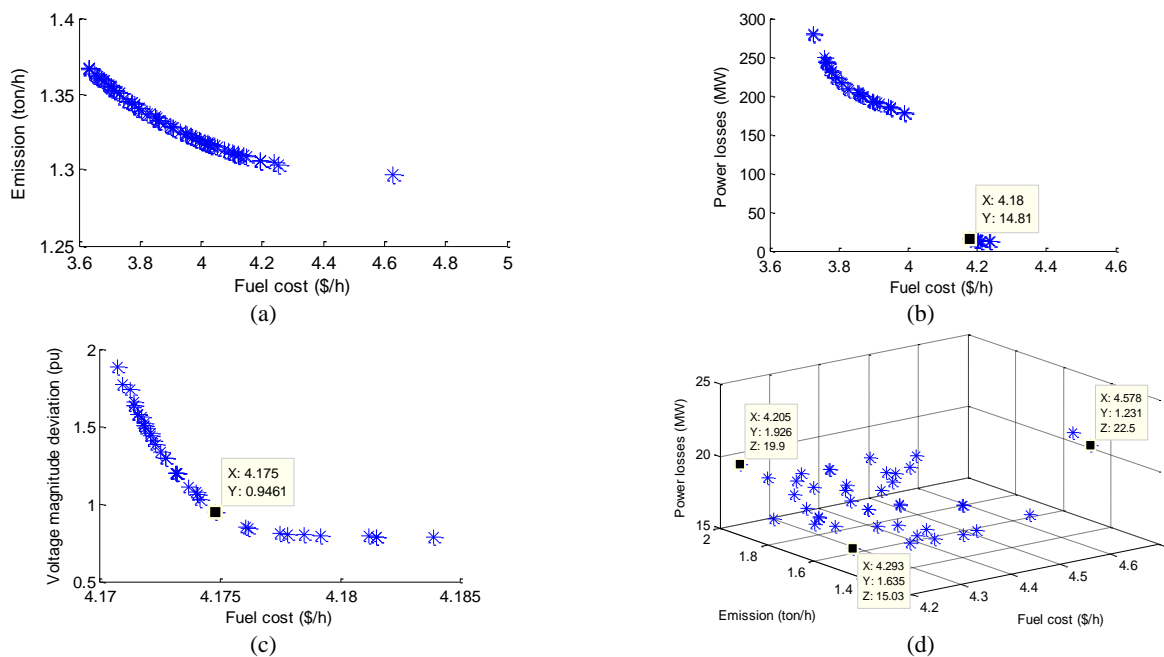 1.4
1.35
1.3
1.25
Emission (ton/h)
3.6 3.8 4 4.2 4.4 4.6 4.8 5
Fuel cost ($/h)
(a)
300
250
200
150
100
50
0
Power losses (MW)
X: 4.18
Y: 14.81
3.6 3.8 4 4.2 4.4 4.6
Fuel cost ($/h)
(b)
2
1.5
1
0.5
Voltage magnitude deviation (pu)
X: 4.175
Y: 0.9461
4.17 4.175 4.18 4.185
Fuel cost ($/h)
(c)
25
20
15
Power losses (MW)
X: 4.205
Y: 1.926
Z: 19.9
X: 4.578
Y: 1.231
Z: 22.5
X: 4.293
Y: 1.635
Z: 15.03
2
1.8
1.6
1.4
Emission (ton/h)
4.2
4.3
4.4
4.5
4.6
Fuel cost ($/h)
(d)